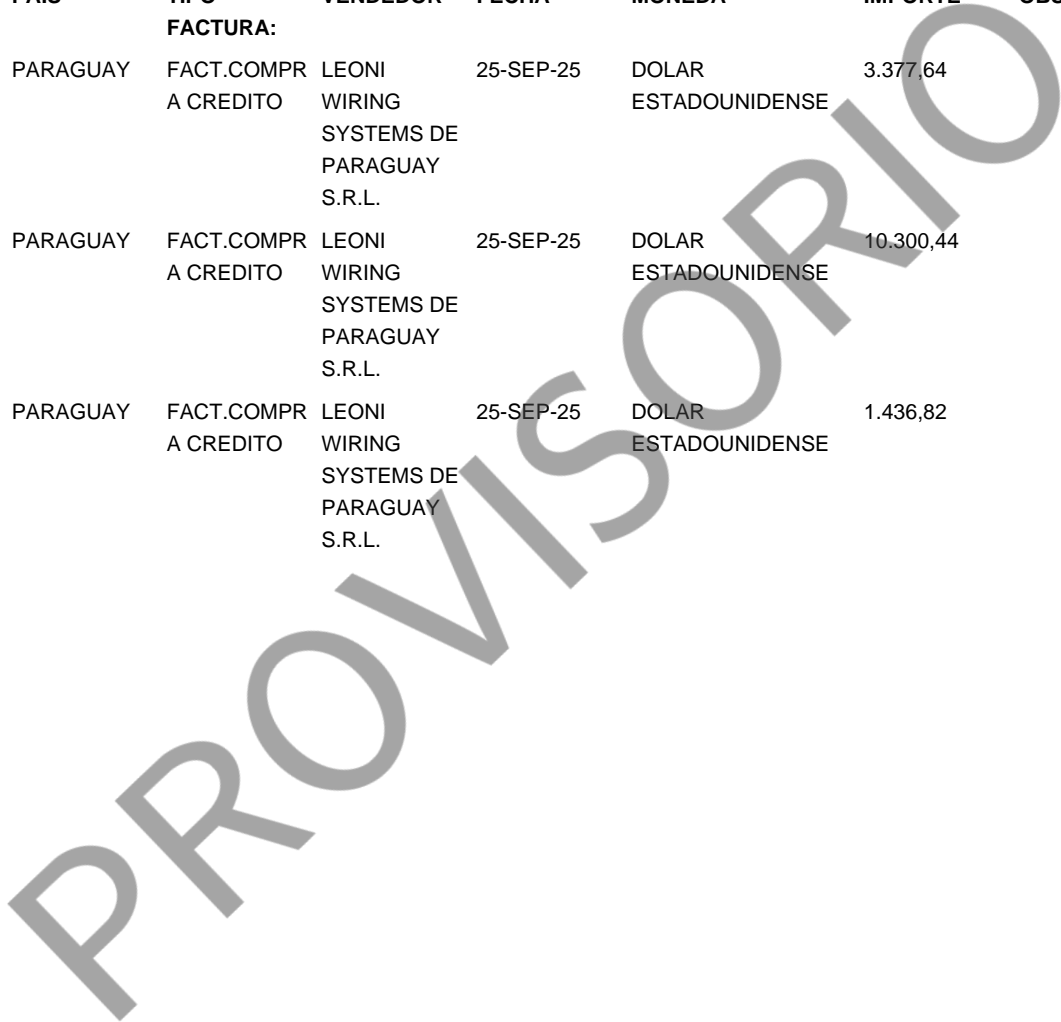 FACTURA:
PARAGUAY FACT.COMPR LEONI 25-SEP-25 DOLAR 3.377,64
A CREDITO WIRING ESTADOUNIDENSE
SYSTEMS DE
PARAGUAY
S.R.L.
PARAGUAY FACT.COMPR LEONI 25-SEP-25 DOLAR 10.300,44
A CREDITO WIRING ESTADOUNIDENSE
SYSTEMS DE
PARAGUAY
S.R.L.
PARAGUAY FACT.COMPR LEONI 25-SEP-25 DOLAR 1.436,82
A CREDITO WIRING ESTADOUNIDENSE
SYSTEMS DE
PARAGUAY
S.R.L.
PROVISORIO